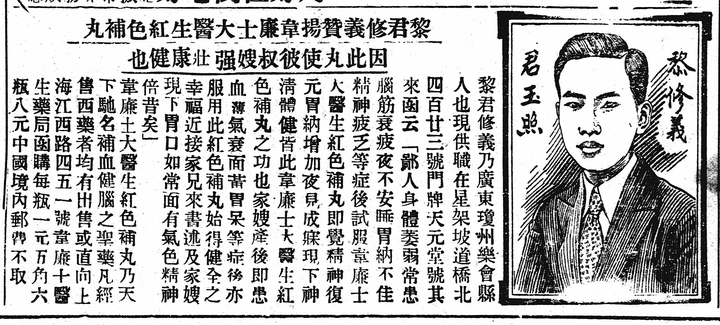 黎君修義贊揚韋廉士大醫生紅色補丸
因此丸使彼叔嫂强壯康健也
黎修義
君玉照
黎君修義乃廣東瓊州樂會縣
人也現供職在星架坡道橋北
四百廿三號門牌天元堂號其
來函云「鄙人身體萎弱常患
腦筋衰疲夜不安睡胃納不佳
精神疲乏等症後試服韋廉士
大醫生紅色補丸即覺精神復
元胃納增加夜見成寐現下神
清體健皆此韋廉士大醫生紅
色補丸之功也家嫂產後即患
血薄氣衰面黃胃呆等症後亦
服用此紅色補丸始得健全之
幸福近接家兄來書述及家嫂
現下胃口如常面有氣色精神
倍昔矣」
韋廉士大醫生紅色補丸乃天
下馳名補血健腦之聖藥凡經
售西藥者均有出售或直向上
海江西路四五一號韋廉士醫
生藥局函購每瓶一元五角六
瓶八元中國境內郵費不取